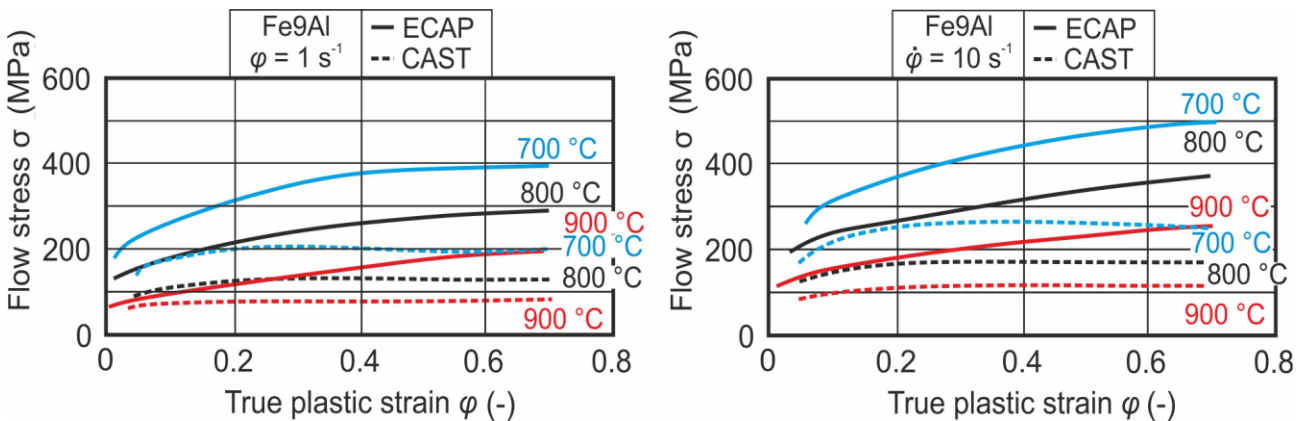 Fe9Al
φ = 1 s⁻¹
ECAP
CAST
Flow stress σ (MPa)
600
400
200
0
700 °C
800 °C
900 °C
700 °C
800 °C
900 °C
0
0.2
0.4
0.6
0.8
True plastic strain φ (-)
Fe9Al
φ̇ = 10 s⁻¹
ECAP
CAST
Flow stress σ (MPa)
600
400
200
0
700 °C
800 °C
900 °C
700 °C
800 °C
900 °C
0
0.2
0.4
0.6
0.8
True plastic strain φ (-)